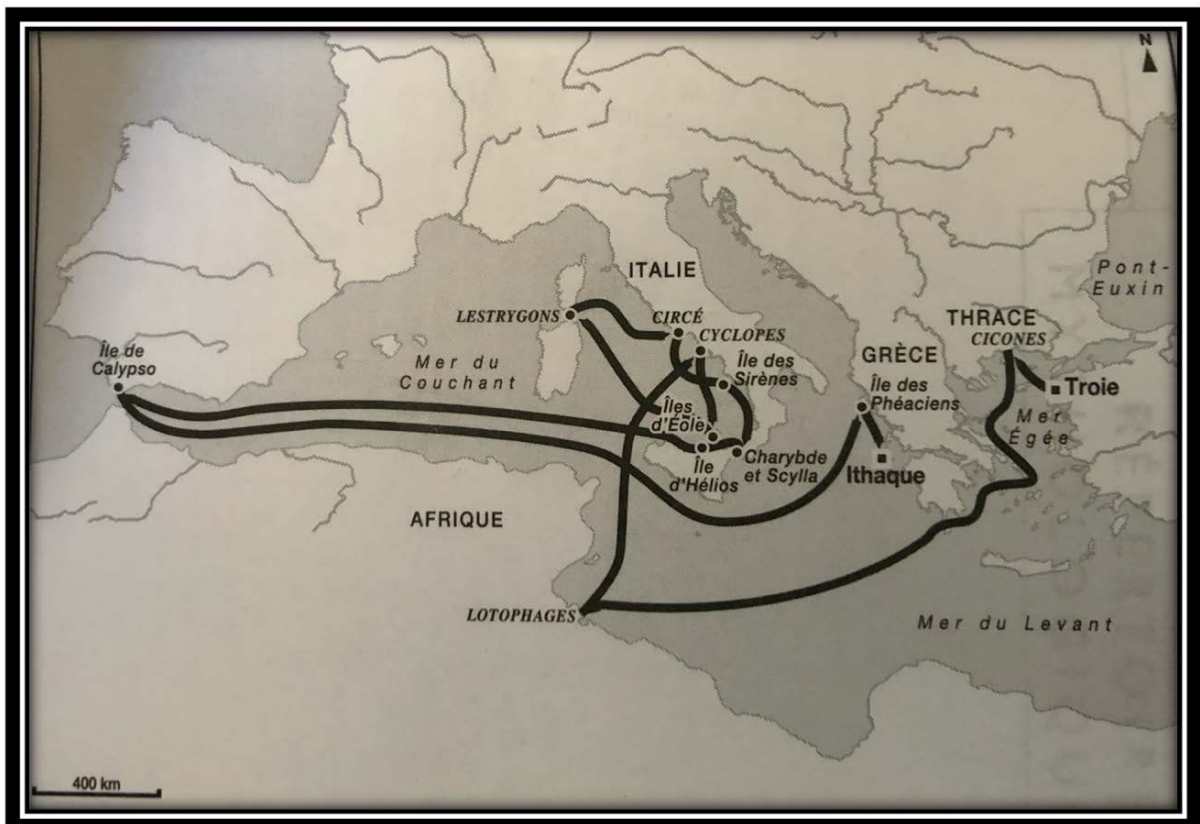 N
ITALIE
Pont-
Euxin
LESTRYGONS
CIRCÉ
CYCLOPES
THRACE
CICONES
Île de
Calypso
Mer du
Couchant
Île des
Sirènes
GRÈCE
Île des
Phéaciens
Troie
Îles
d'Éole
Mer
Égée
Île
d'Hélios
Charybde
et Scylla
Ithaque
AFRIQUE
LOTOPHAGES
Mer du Levant
400 km